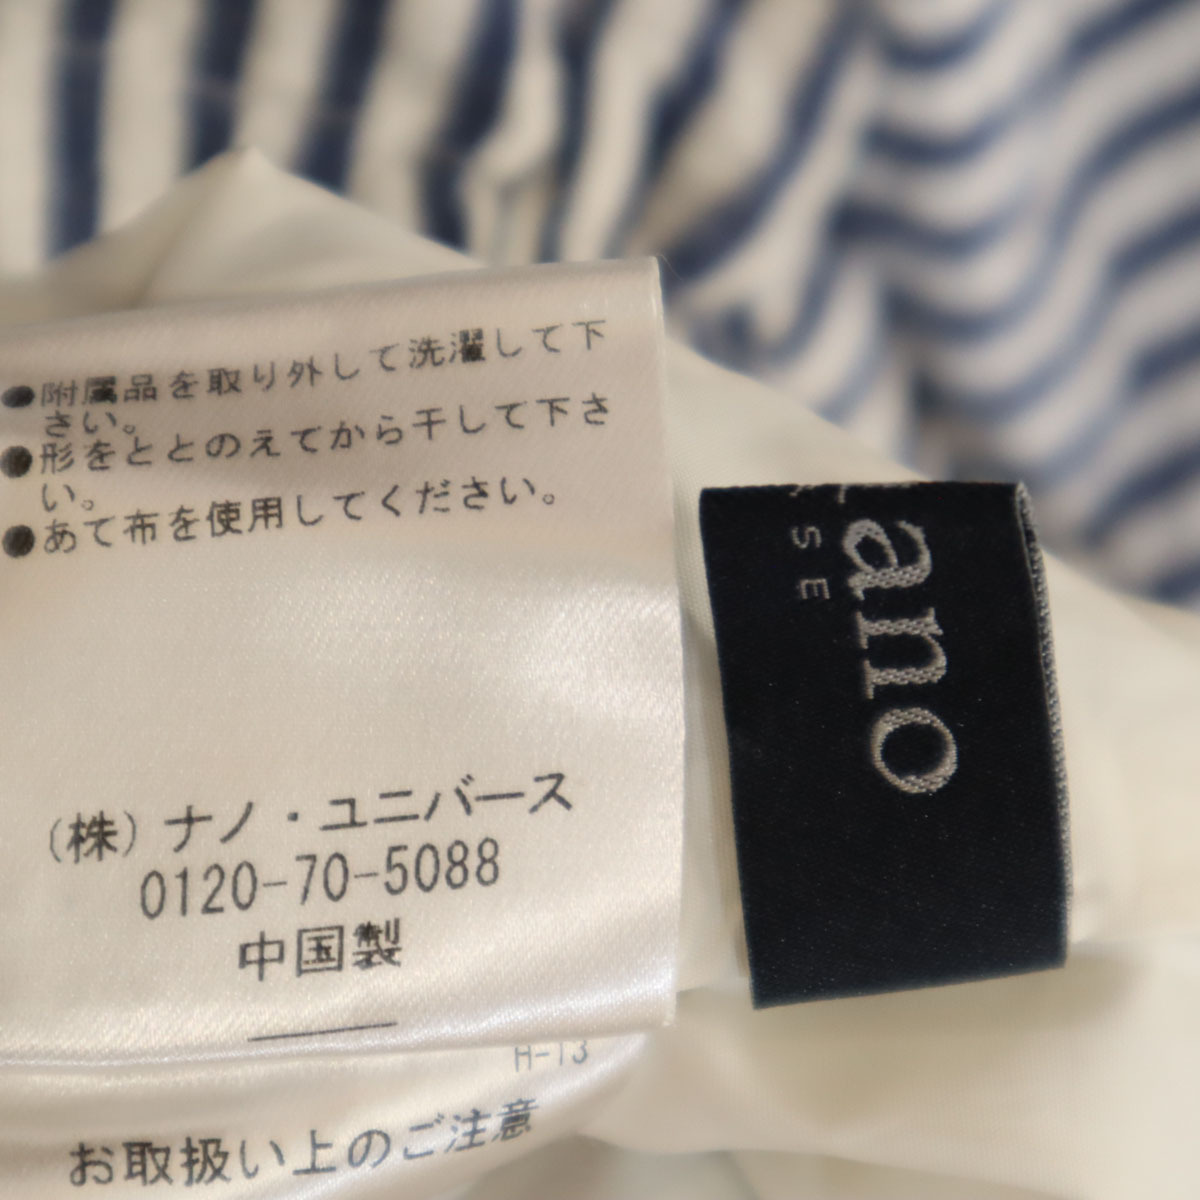 ●附属品を取り外して洗濯して下
さい。
●形をととのえてから干して下さ
い。
●あて布を使用してください。
(株)ナノ・ユニバース
0120-70-5088
中国製
H-13
お取扱い上のご注意
ano
SE